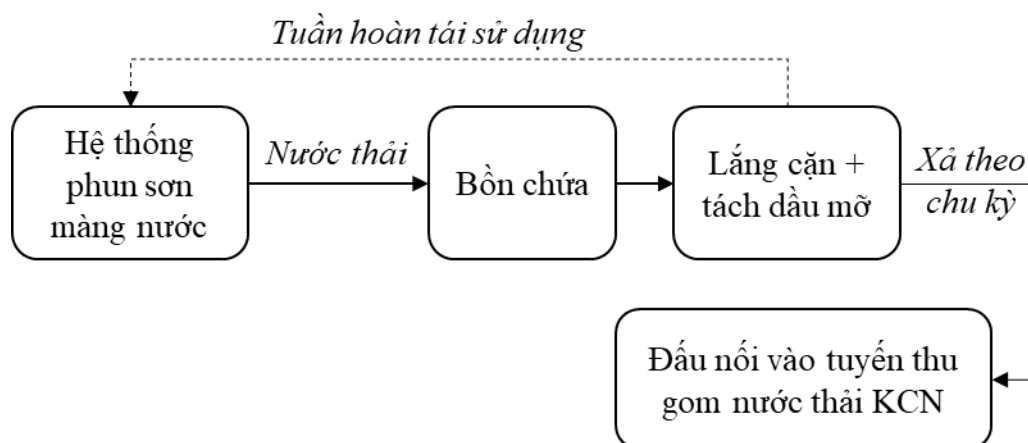 Tuần hoàn tái sử dụng
Hệ thống
phun sơn
màng nước
Nước thải
Bồn chứa
Lắng cặn +
tách dầu mỡ
Xả theo
chu kỳ
Đấu nối vào tuyến thu
gom nước thải KCN